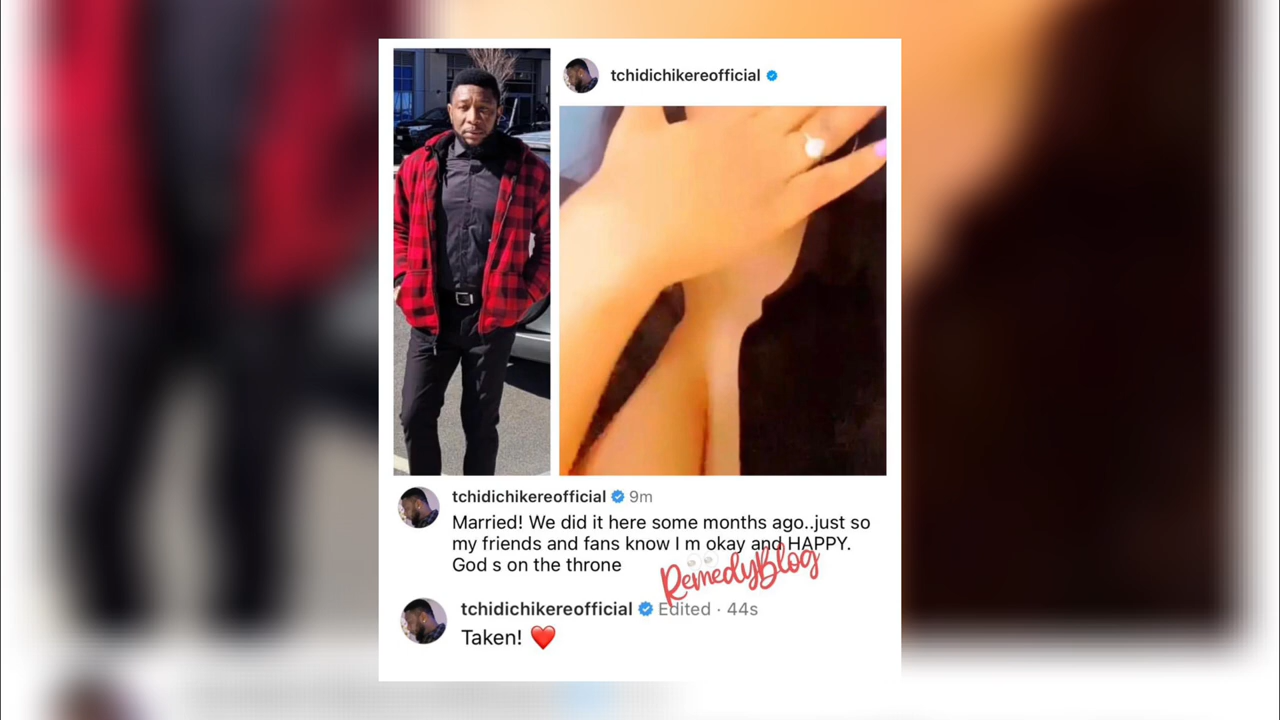 tchidichikereofficial
tchidichikereofficial 9m
Married! We did it here some months ago..just so
my friends and fans know I m okay and HAPPY.
God s on the throne
RemedyBlog
tchidichikereofficial Edited · 44s
Taken! ❤️